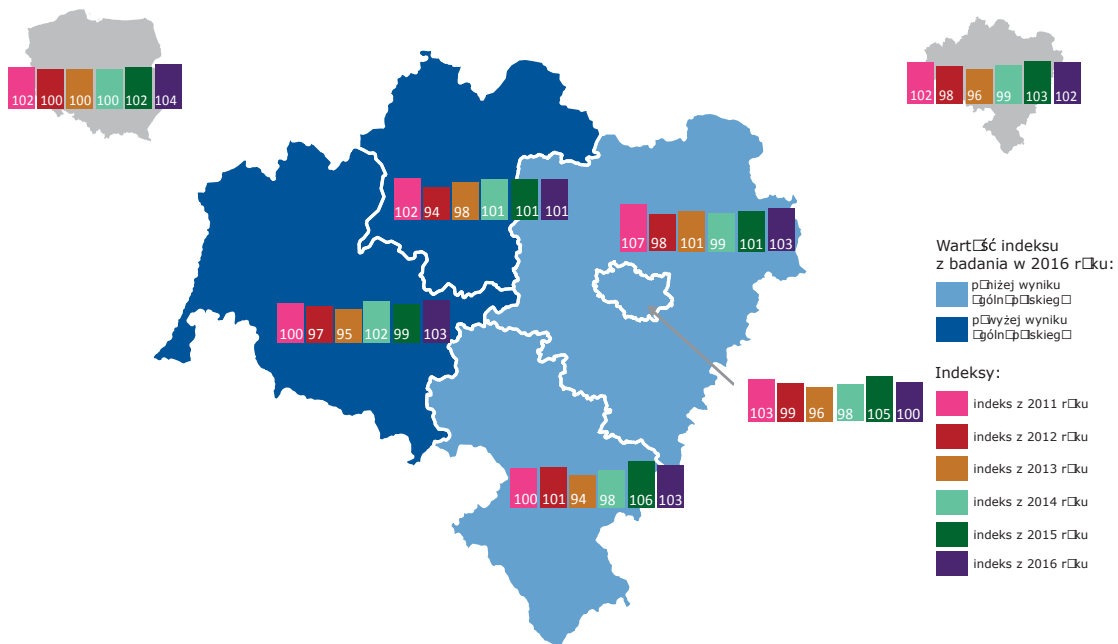 102 100 100 100 102 104
102 98 96 99 103 102
102 94 98 101 101 101
107 98 101 99 101 103
Wart□ść indeksu
z badania w 2016 r□ku:
p□niżej wyniku
□góln□p□lskieg□
p□wyżej wyniku
□góln□p□lskieg□
100 97 95 102 99 103
Indeksy:
103 99 96 98 105 100
indeks z 2011 r□ku
indeks z 2012 r□ku
indeks z 2013 r□ku
100 101 94 98 106 103
indeks z 2014 r□ku
indeks z 2015 r□ku
indeks z 2016 r□ku